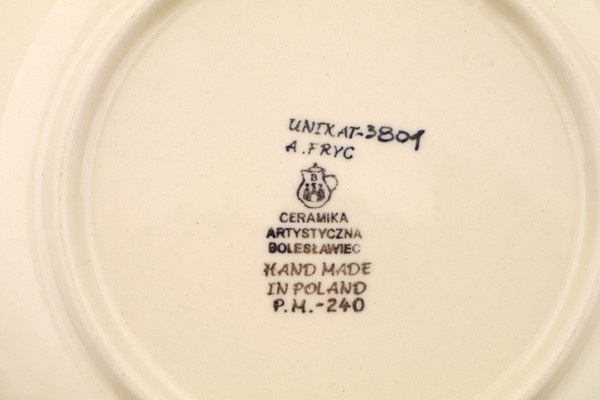 UNIKAT-3801
A.FRYC
B
CERAMIKA
ARTYSTYCZNA
BOLESŁAWIEC
HAND MADE
IN POLAND
P.M.-240